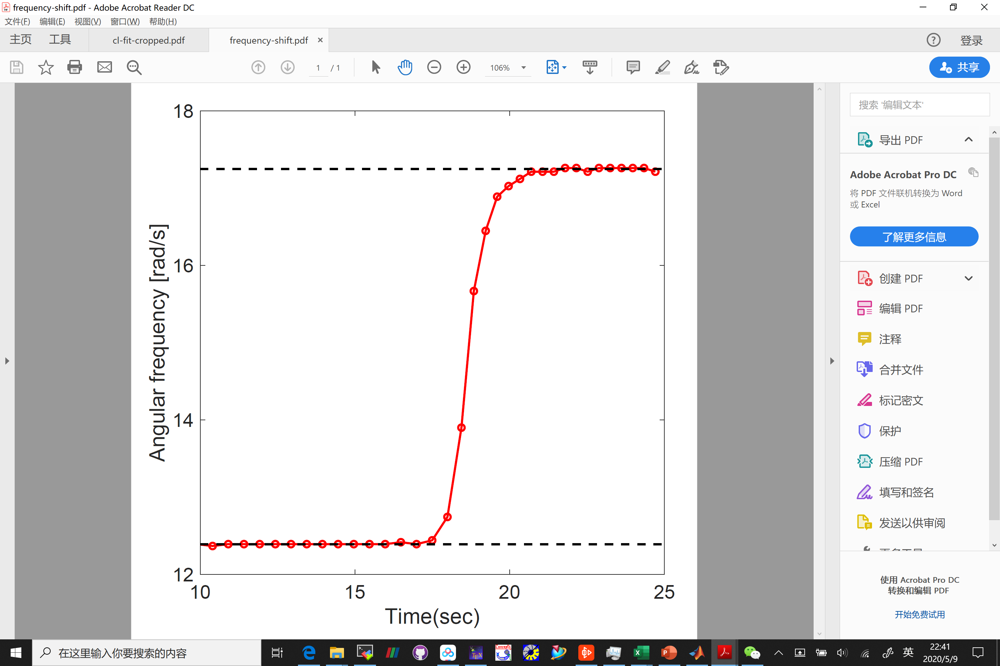 frequency-shift.pdf - Adobe Acrobat Reader DC
文件(F) 编辑(E) 视图(V) 窗口(W) 帮助(H)
主页 工具 cl-fit-cropped.pdf frequency-shift.pdf 登录
1 / 1 106% 共享
18
16
14
12
10 15 20 25
Angular frequency [rad/s]
Time(sec)
搜索 '编辑文本'
导出 PDF
Adobe Acrobat Pro DC
将 PDF 文件联机转换为 Word
或 Excel
了解更多信息
创建 PDF
编辑 PDF
注释
合并文件
标记密文
保护
压缩 PDF
填写和签名
发送以供审阅
使用 Acrobat Pro DC
转换和编辑 PDF
开始免费试用
在这里输入你要搜索的内容
Concepts
TEX
英
22:41
2020/5/9